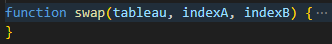 function swap(tableau, indexA, indexB) {···
}